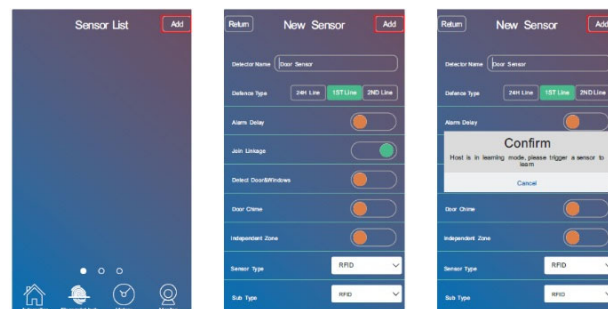 Sensor List
Add
Return
New Sensor
Add
Detector Name
Door Sensor
Defence Type
24H Line
1ST Line
2ND Line
Alarm Delay
Join Linkage
Detect Door&Windows
Door Chime
Independent Zone
Sensor Type
RFID
Sub Type
RFID
Return
New Sensor
Add
Detector Name
Door Sensor
Defence Type
24H Line
1ST Line
2ND Line
Alarm Delay
Confirm
Host is in learning mode, please trigger a sensor to
learn
Cancel
Door Chime
Independent Zone
Sensor Type
RFID
Sub Type
RFID